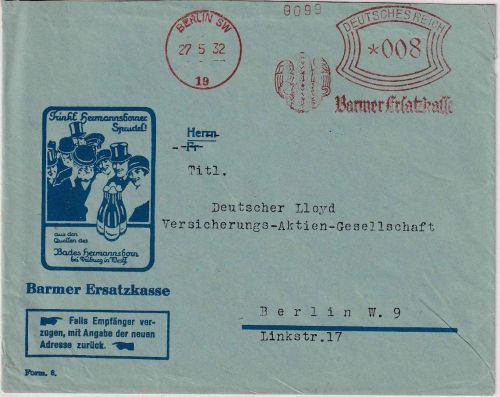 8099
BERLIN SW
27 5 32
19
DEUTSCHES REICH
*008
Barmer Ersatzkasse
Trinkt Hermannsborner
Sprudel!
aus den
Quellen des
Bades Hermannsborn
bei Driburg in Westf
Barmer Ersatzkasse
Falls Empfänger ver-
zogen, mit Angabe der neuen
Adresse zurück.
Form. 6.
Herrn
Fr
Titl.
Deutscher Lloyd
Versicherungs-Aktien-Gesellschaft
Berlin W. 9
Linkstr.17